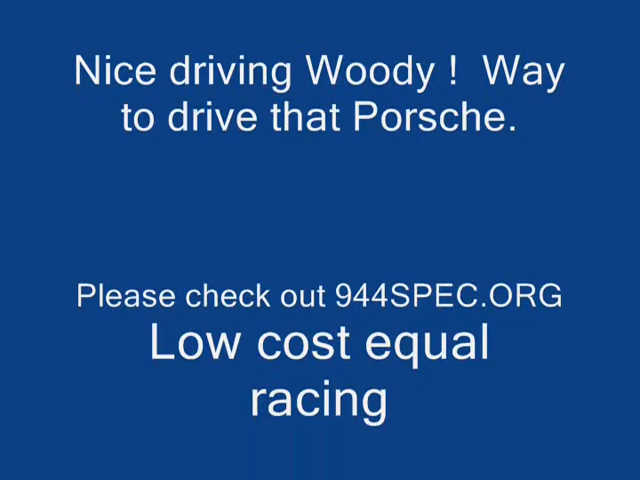 Nice driving Woody !  Way
to drive that Porsche.
Please check out 944SPEC.ORG
Low cost equal
racing